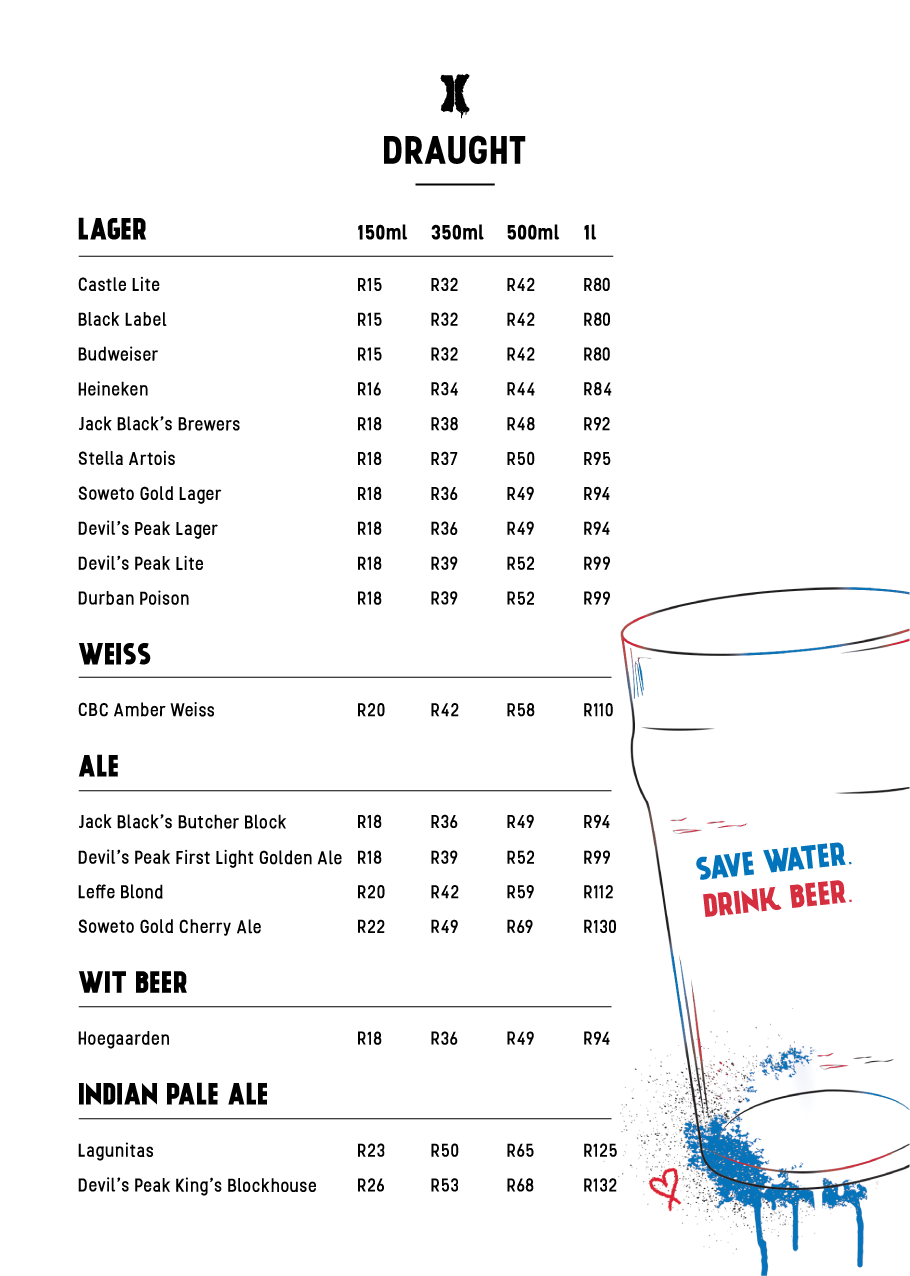 DRAUGHT
LAGER 150ml 350ml 500ml 1l
Castle Lite R15 R32 R42 R80
Black Label R15 R32 R42 R80
Budweiser R15 R32 R42 R80
Heineken R16 R34 R44 R84
Jack Black's Brewers R18 R38 R48 R92
Stella Artois R18 R37 R50 R95
Soweto Gold Lager R18 R36 R49 R94
Devil's Peak Lager R18 R36 R49 R94
Devil's Peak Lite R18 R39 R52 R99
Durban Poison R18 R39 R52 R99
WEISS
CBC Amber Weiss R20 R42 R58 R110
ALE
Jack Black's Butcher Block R18 R36 R49 R94
Devil's Peak First Light Golden Ale R18 R39 R52 R99
Leffe Blond R20 R42 R59 R112
Soweto Gold Cherry Ale R22 R49 R69 R130
WIT BEER
Hoegaarden R18 R36 R49 R94
INDIAN PALE ALE
Lagunitas R23 R50 R65 R125
Devil's Peak King's Blockhouse R26 R53 R68 R132
SAVE WATER.
DRINK BEER.